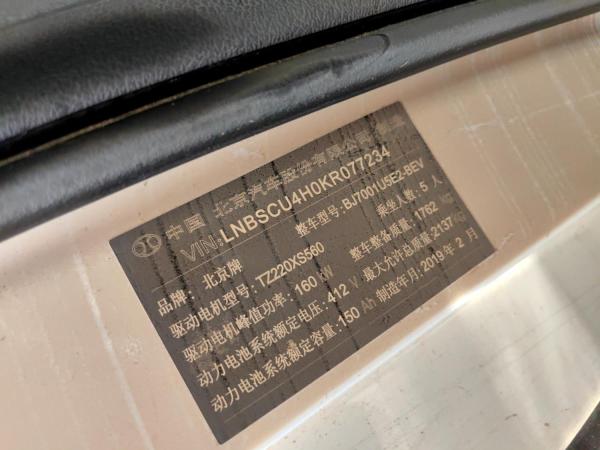 中国 北京汽车股份有限公司 制造
VIN:LNBSCU4H0KR077234
品牌: 北京牌 整车型号: BJ7001U5E2-BEV
驱动电机型号: TZ220XS560 乘坐人数: 5 人
驱动电机峰值功率: 160 kW 整车整备质量: 1762 KG
动力电池系统额定电压: 412 V 最大允许总质量: 2137 KG
动力电池系统额定容量: 150 Ah 制造年月: 2019 年 2 月